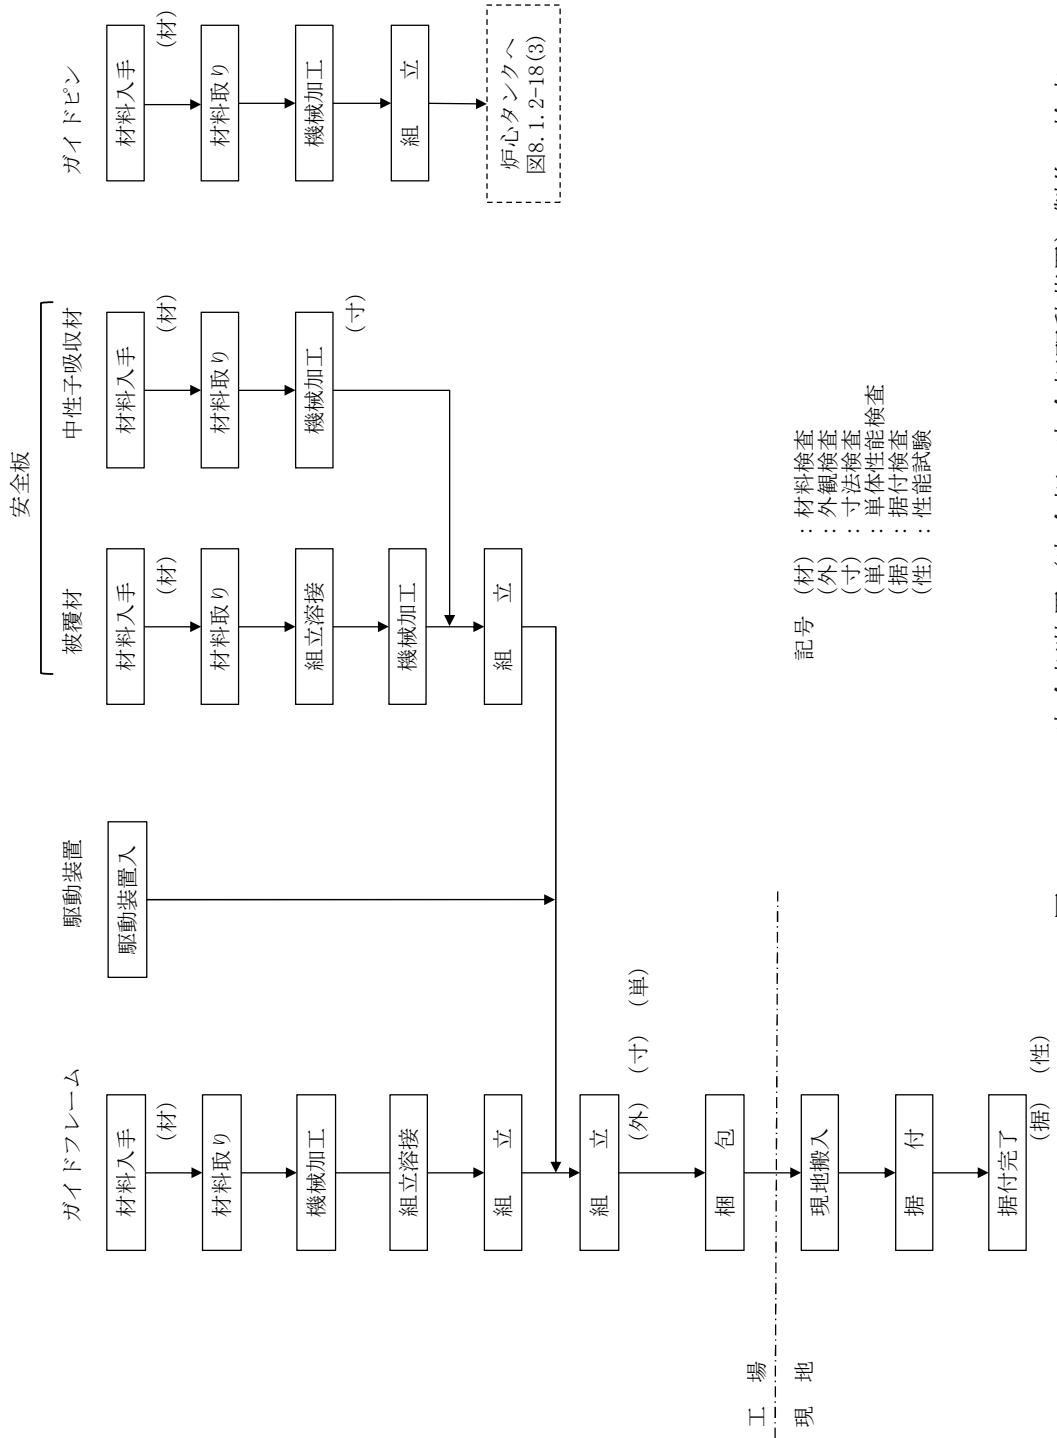 ガイドフレーム
材料入手
(材)
材料取り
機械加工
組立溶接
組　立
組　立
(外) (寸) (単)
梱　包
現地搬入
据　付
据付完了
(据) (性)
工　場
現　地
駆動装置
駆動装置入
安全板
被覆材
材料入手
(材)
材料取り
組立溶接
機械加工
組　立
中性子吸収材
材料入手
(材)
材料取り
機械加工
(寸)
ガイドピン
材料入手
(材)
材料取り
機械加工
組　立
炉心タンクへ
図8.1.2-18(3)
記号　(材)　：材料検査
(外)　：外観検査
(寸)　：寸法検査
(単)　：単体性能検査
(据)　：据付検査
(性)　：性能試験